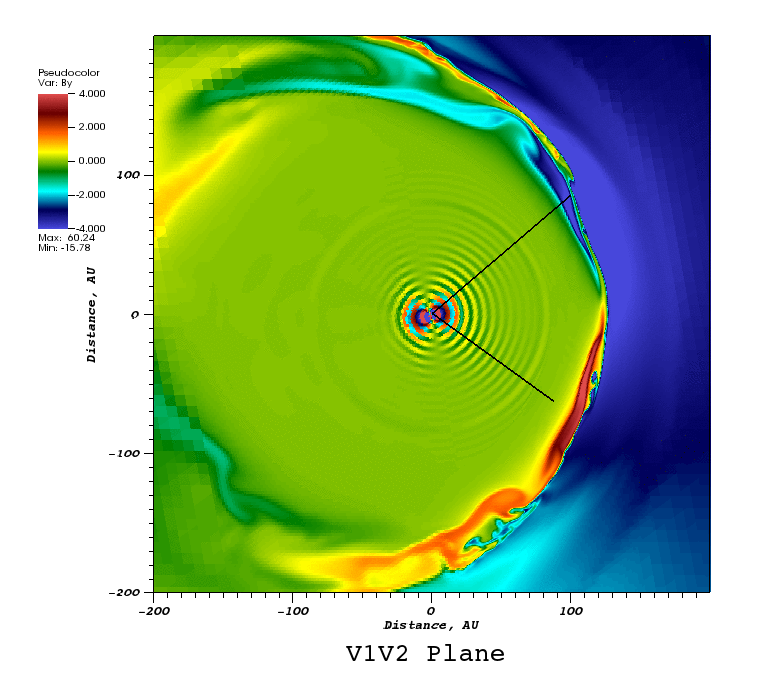 Pseudocolor
Var: By
4.000
2.000
0.000
-2.000
-4.000
Max: 60.24
Min: -15.78
Distance, AU
100
0
-100
-200
-200
-100
0
100
Distance, AU
V1V2 Plane